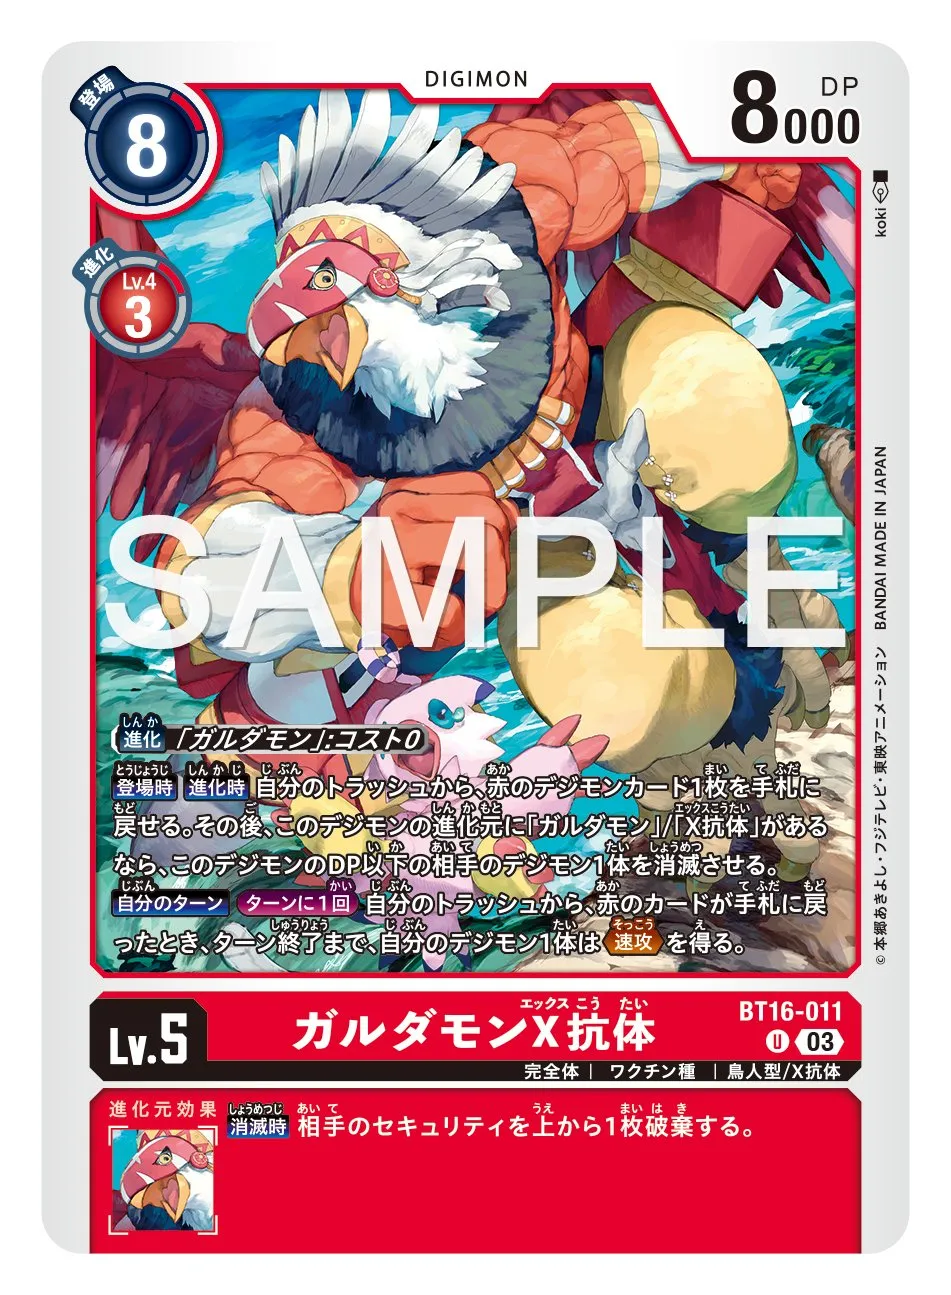 DIGIMON
登場
8
DP
8000
進化
Lv.4
3
koki
BANDAI MADE IN JAPAN
©本郷あきよし・フジテレビ・東映アニメーション
SAMPLE
進化 「ガルダモン」:コスト0
登場時 進化時 自分のトラッシュから、赤のデジモンカード1枚を手札に
戻せる。その後、このデジモンの進化元に「ガルダモン」/「X抗体」がある
なら、このデジモンのDP以下の相手のデジモン1体を消滅させる。
自分のターン ターンに1回 自分のトラッシュから、赤のカードが手札に戻
ったとき、ターン終了まで、自分のデジモン1体は 速攻 を得る。
Lv.5
ガルダモンX抗体
BT16-011
U 03
完全体 | ワクチン種 | 鳥人型/X抗体
進化元効果
消滅時 相手のセキュリティを上から1枚破棄する。